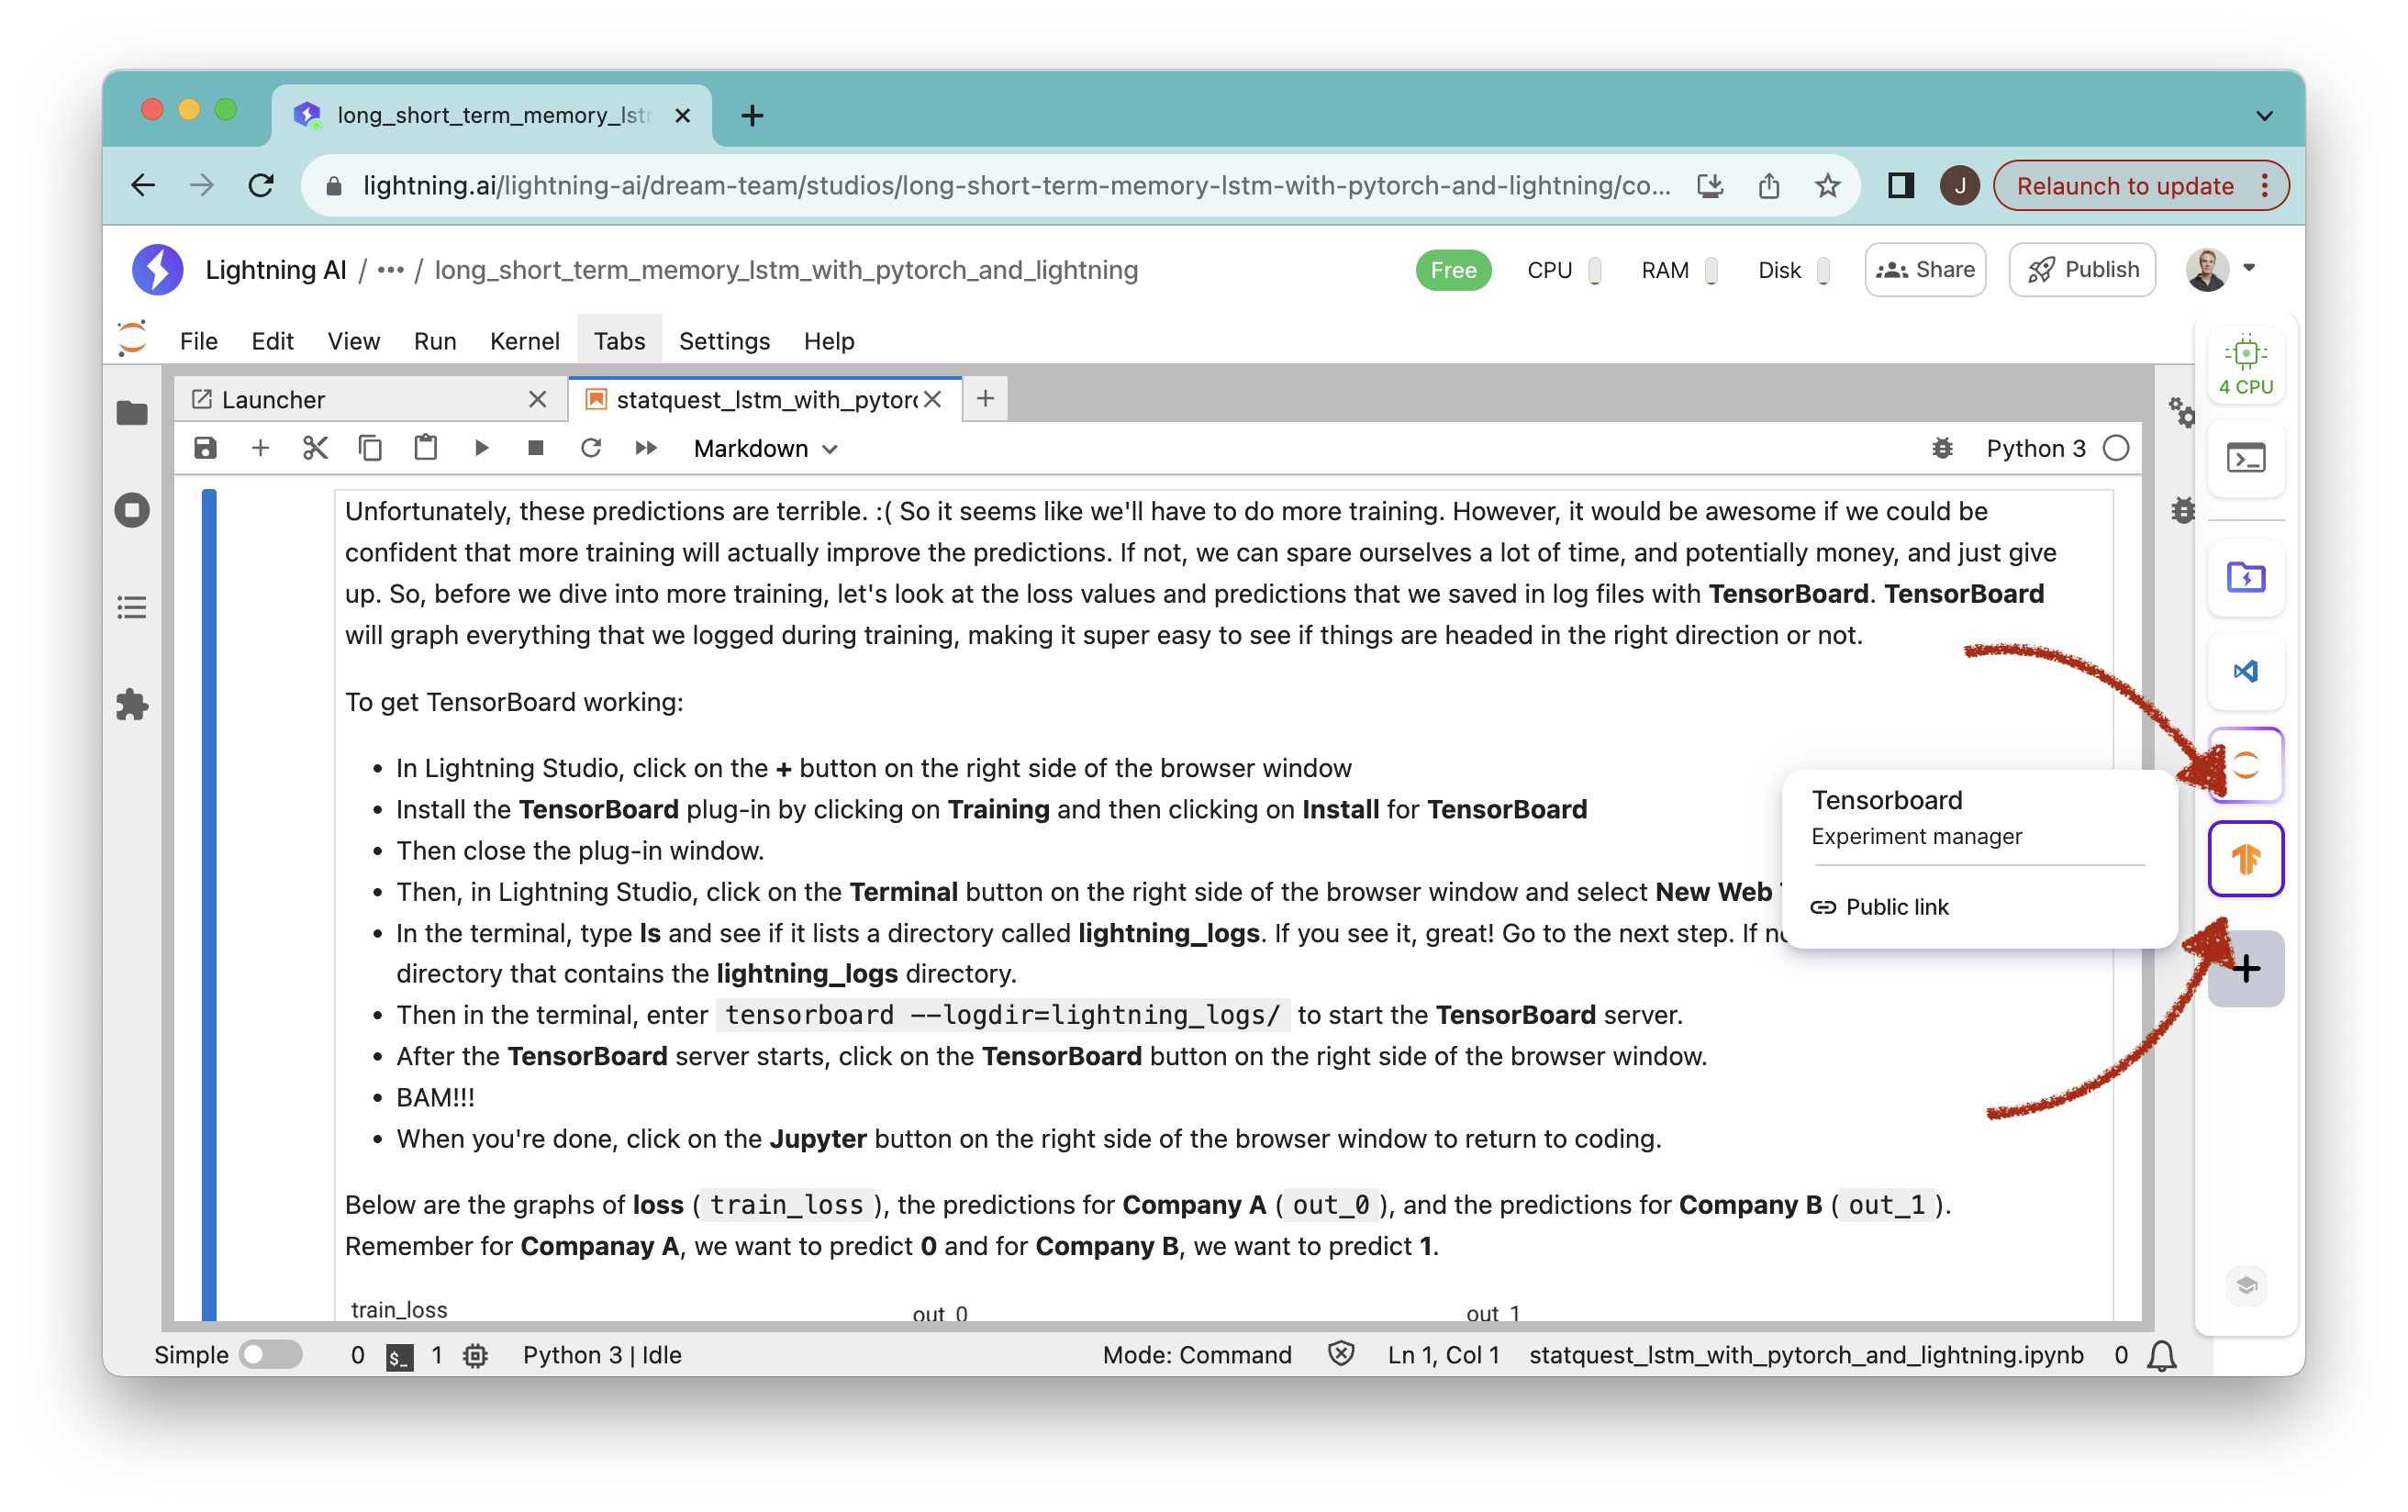 long_short_term_memory_lst
lightning.ai/lightning-ai/dream-team/studios/long-short-term-memory-lstm-with-pytorch-and-lightning/co...
J
Relaunch to update
Lightning AI / ••• / long_short_term_memory_lstm_with_pytorch_and_lightning
Free
CPU
RAM
Disk
Share
Publish
File Edit View Run Kernel Tabs Settings Help
4 CPU
Launcher
statquest_lstm_with_pytorc
Markdown
Python 3
Unfortunately, these predictions are terrible. :( So it seems like we'll have to do more training. However, it would be awesome if we could be
confident that more training will actually improve the predictions. If not, we can spare ourselves a lot of time, and potentially money, and just give
up. So, before we dive into more training, let's look at the loss values and predictions that we saved in log files with TensorBoard. TensorBoard
will graph everything that we logged during training, making it super easy to see if things are headed in the right direction or not.
To get TensorBoard working:
• In Lightning Studio, click on the + button on the right side of the browser window
• Install the TensorBoard plug-in by clicking on Training and then clicking on Install for TensorBoard
• Then close the plug-in window.
• Then, in Lightning Studio, click on the Terminal button on the right side of the browser window and select New Web
• In the terminal, type ls and see if it lists a directory called lightning_logs. If you see it, great! Go to the next step. If
directory that contains the lightning_logs directory.
• Then in the terminal, enter tensorboard --logdir=lightning_logs/ to start the TensorBoard server.
• After the TensorBoard server starts, click on the TensorBoard button on the right side of the browser window.
• BAM!!!
• When you're done, click on the Jupyter button on the right side of the browser window to return to coding.
Tensorboard
Experiment manager
Public link
Below are the graphs of loss (train_loss), the predictions for Company A (out_0), and the predictions for Company B (out_1).
Remember for Companay A, we want to predict 0 and for Company B, we want to predict 1.
train_loss
out_0
out_1
Simple
0 $_ 1
Python 3 | Idle
Mode: Command
Ln 1, Col 1
statquest_lstm_with_pytorch_and_lightning.ipynb
0